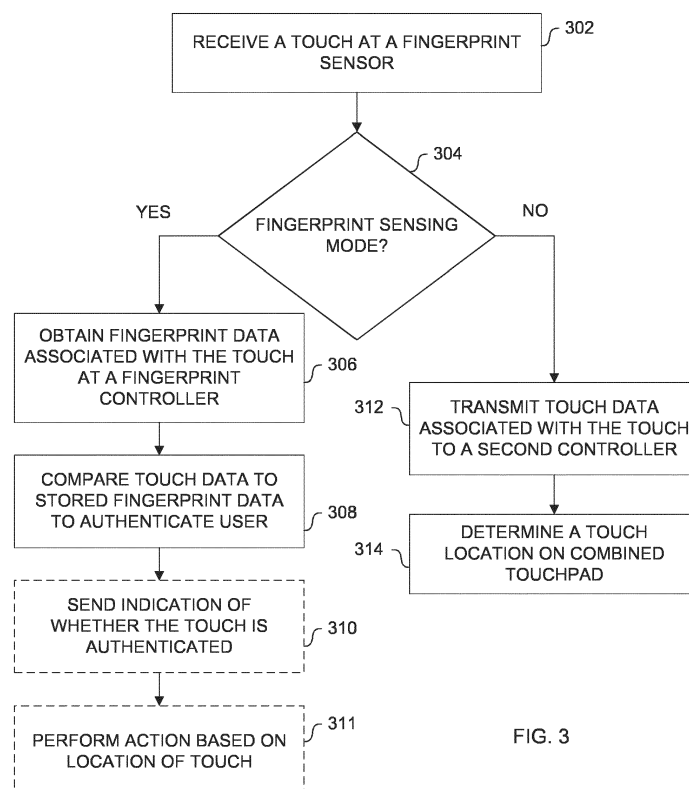 RECEIVE A TOUCH AT A FINGERPRINT
SENSOR
302
304
FINGERPRINT SENSING
MODE?
YES
NO
OBTAIN FINGERPRINT DATA
ASSOCIATED WITH THE TOUCH
AT A FINGERPRINT
CONTROLLER
306
COMPARE TOUCH DATA TO
STORED FINGERPRINT DATA
TO AUTHENTICATE USER
308
SEND INDICATION OF
WHETHER THE TOUCH IS
AUTHENTICATED
310
PERFORM ACTION BASED ON
LOCATION OF TOUCH
311
312
TRANSMIT TOUCH DATA
ASSOCIATED WITH THE TOUCH
TO A SECOND CONTROLLER
314
DETERMINE A TOUCH
LOCATION ON COMBINED
TOUCHPAD
FIG. 3